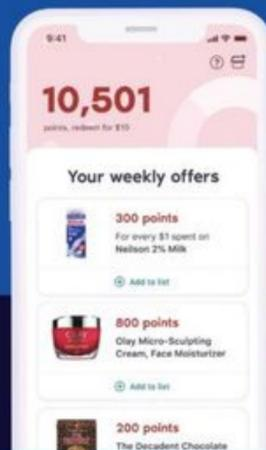 9:41
10,501
points, redeem for $10
Your weekly offers
300 points
For every $1 spent on
Neilson 2% Milk
Add to list
800 points
Olay Micro-Sculpting
Cream, Face Moisturizer
Add to list
200 points
The Decadent Chocolate